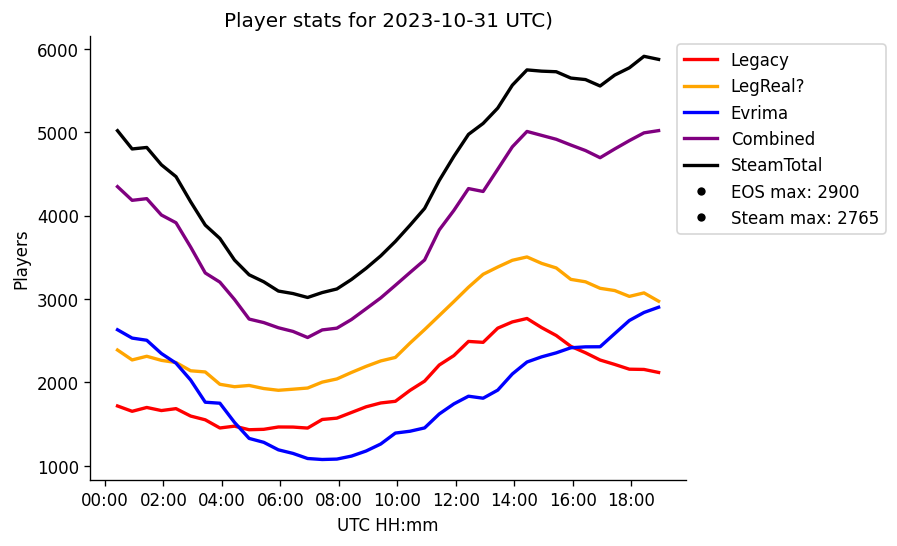 Player stats for 2023-10-31 UTC)
6000
5000
4000
3000
2000
1000
Players
00:00 02:00 04:00 06:00 08:00 10:00 12:00 14:00 16:00 18:00
UTC HH:mm
Legacy
LegReal?
Evrima
Combined
SteamTotal
EOS max: 2900
Steam max: 2765